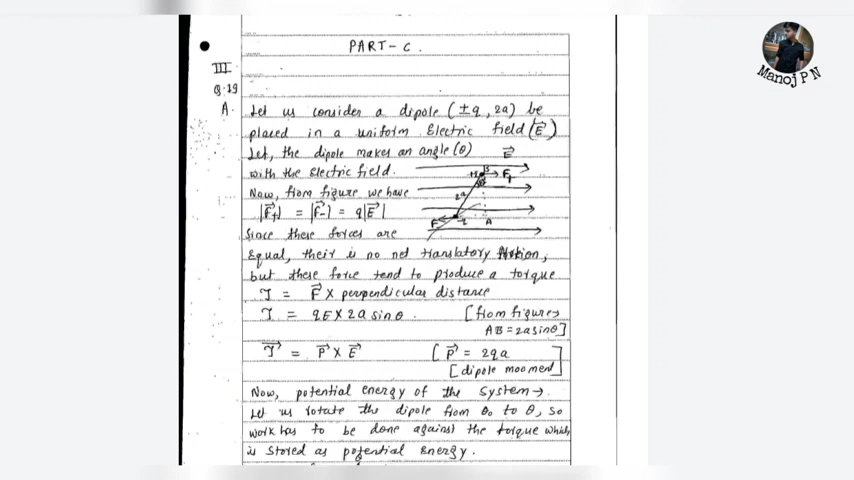 PART - C.
Manoj P N
III
Q.19
A. Let us consider a dipole (±q, 2a) be
placed in a uniform Electric field (E⃗)
Let, the dipole makes an angle (θ)
with the Electric field.
E⃗
B
F₊
θ
2a
F₋
-q
A
Now, from figure we have
|F⃗₊| = |F⃗₋| = q|E⃗|
Since these forces are
Equal, their is no net translatory Motion,
but these force tend to produce a torque
τ = F⃗ × perpendicular distance
τ = qE × 2a sinθ. [from figure→
AB = 2a sinθ]
τ⃗ = P⃗ × E⃗ [P⃗ = 2qa]
[dipole mooment]
Now, potential energy of the system →
Let us rotate the dipole from θ₀ to θ, so
work has to be done against the torque which
is stored as potential Energy.